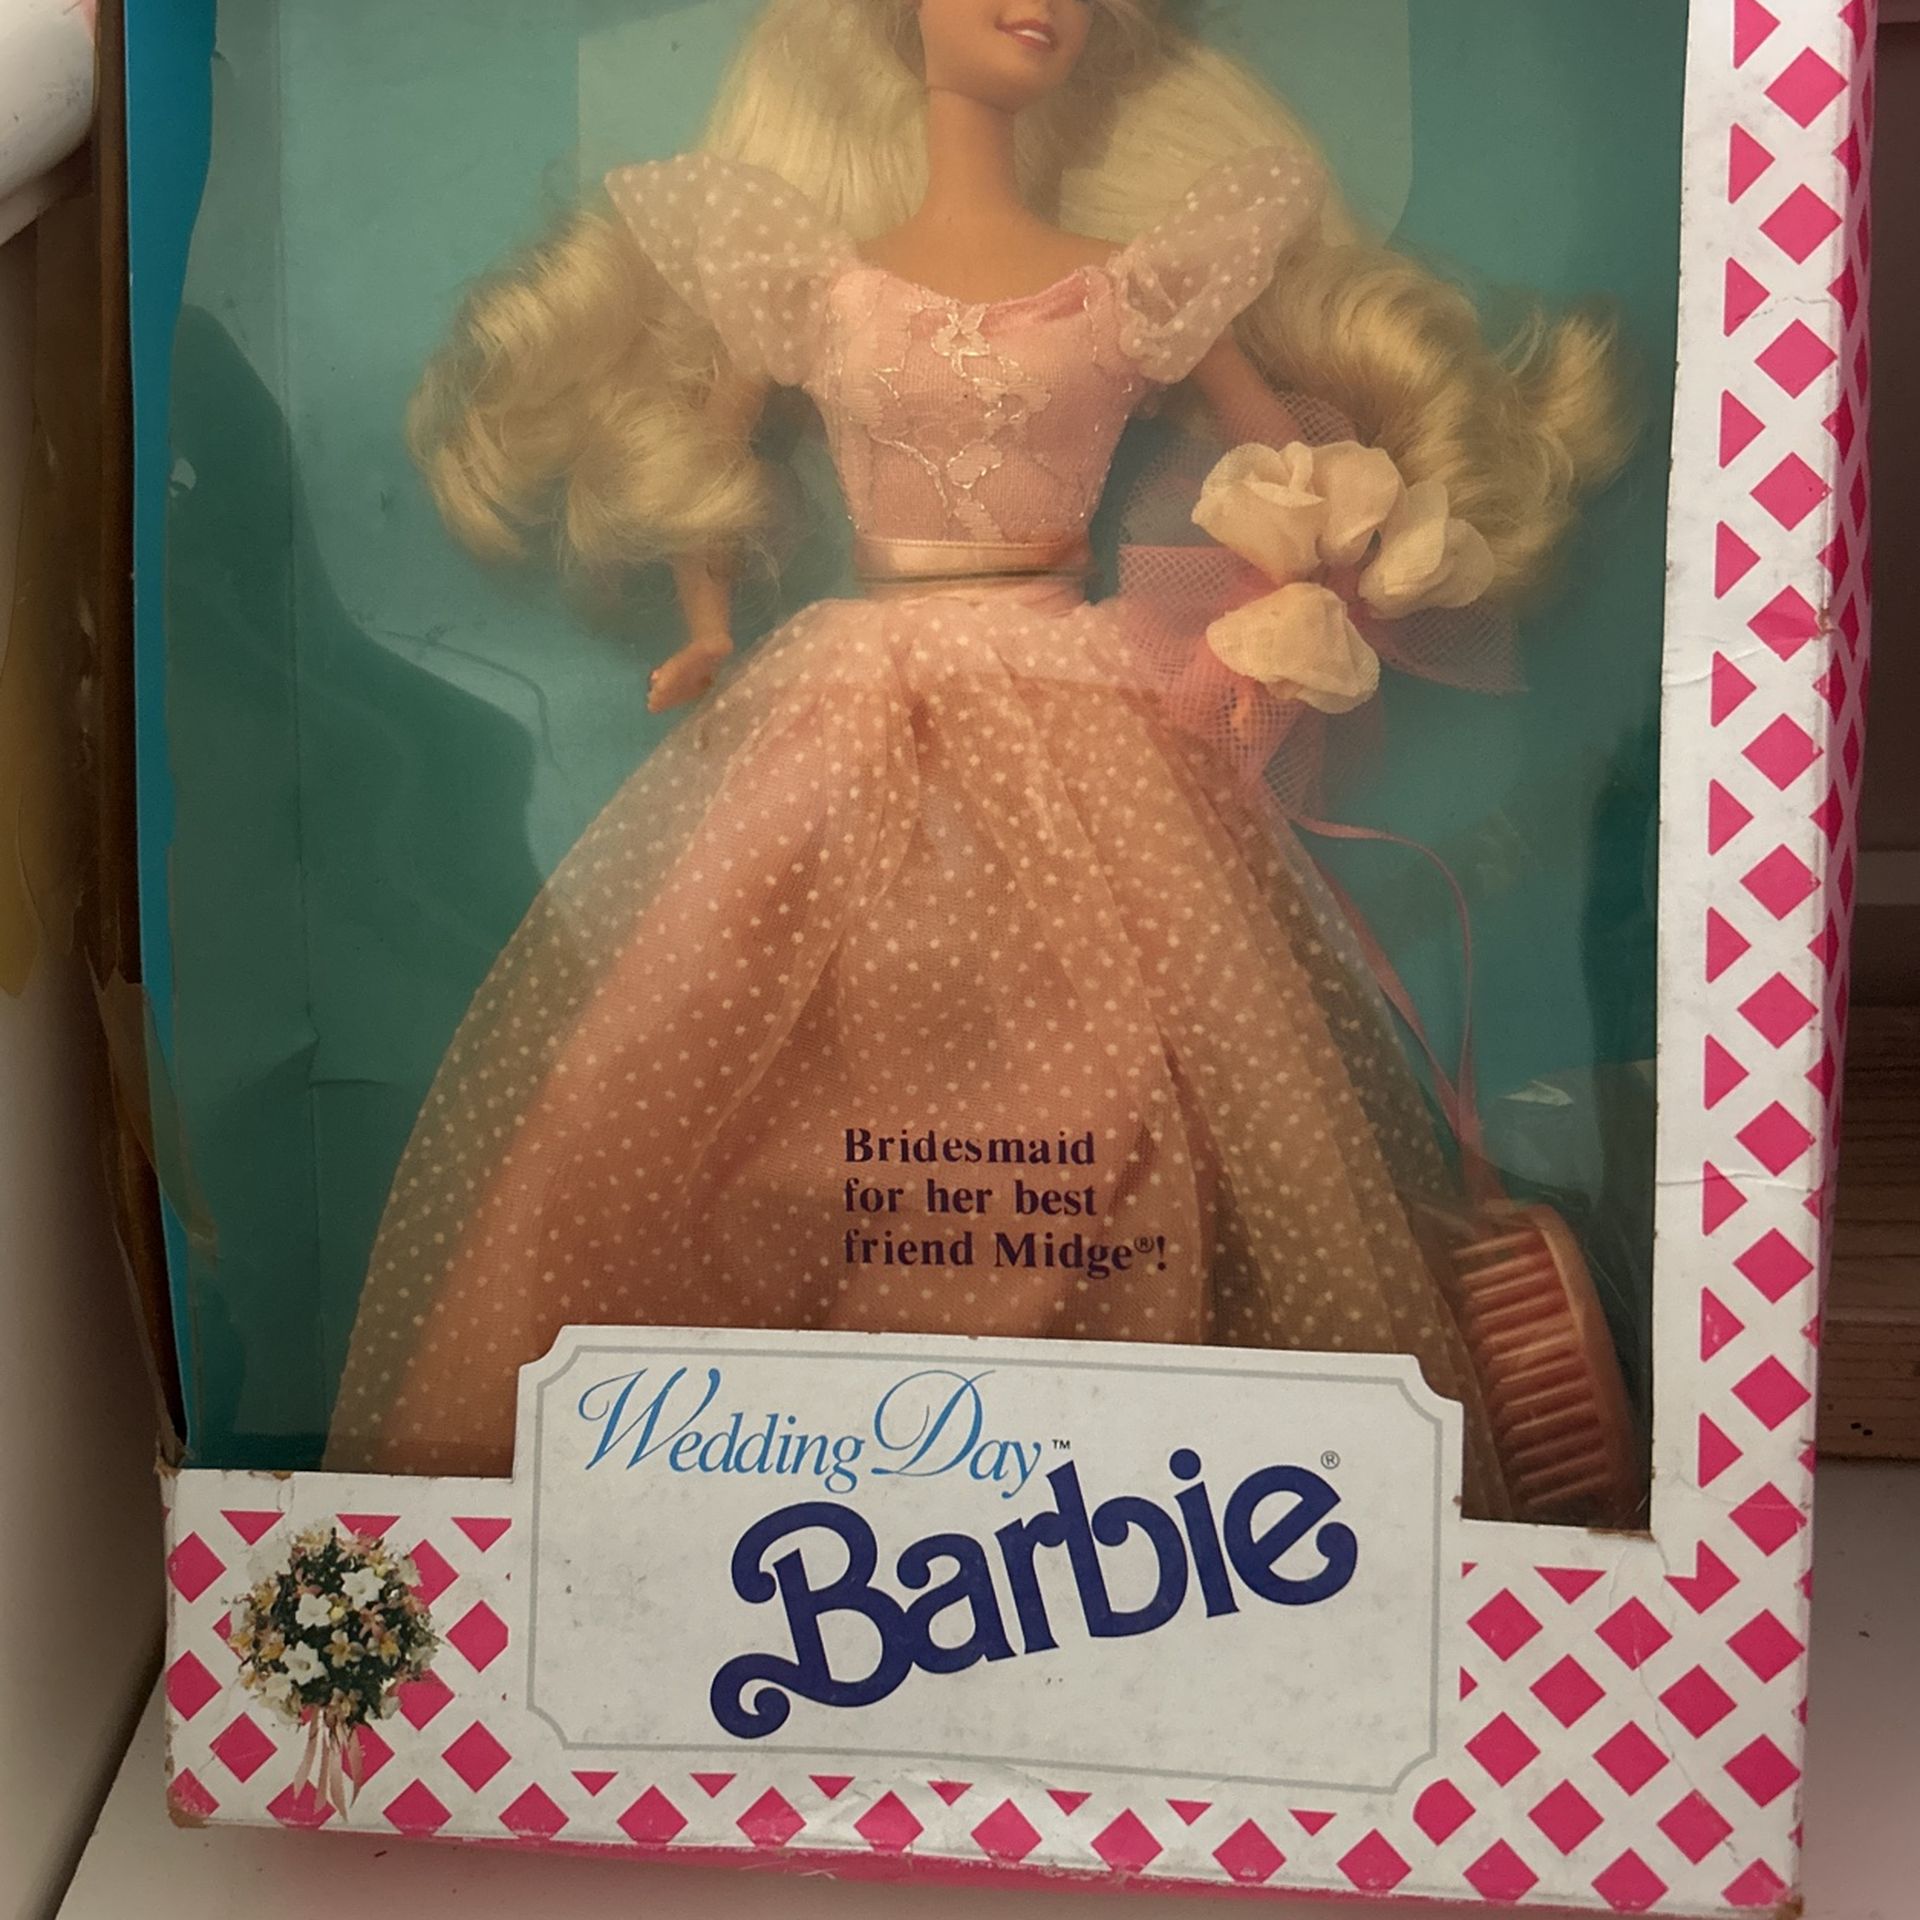 Bridesmaid
for her best
friend Midge®!
Wedding Day™
Barbie®